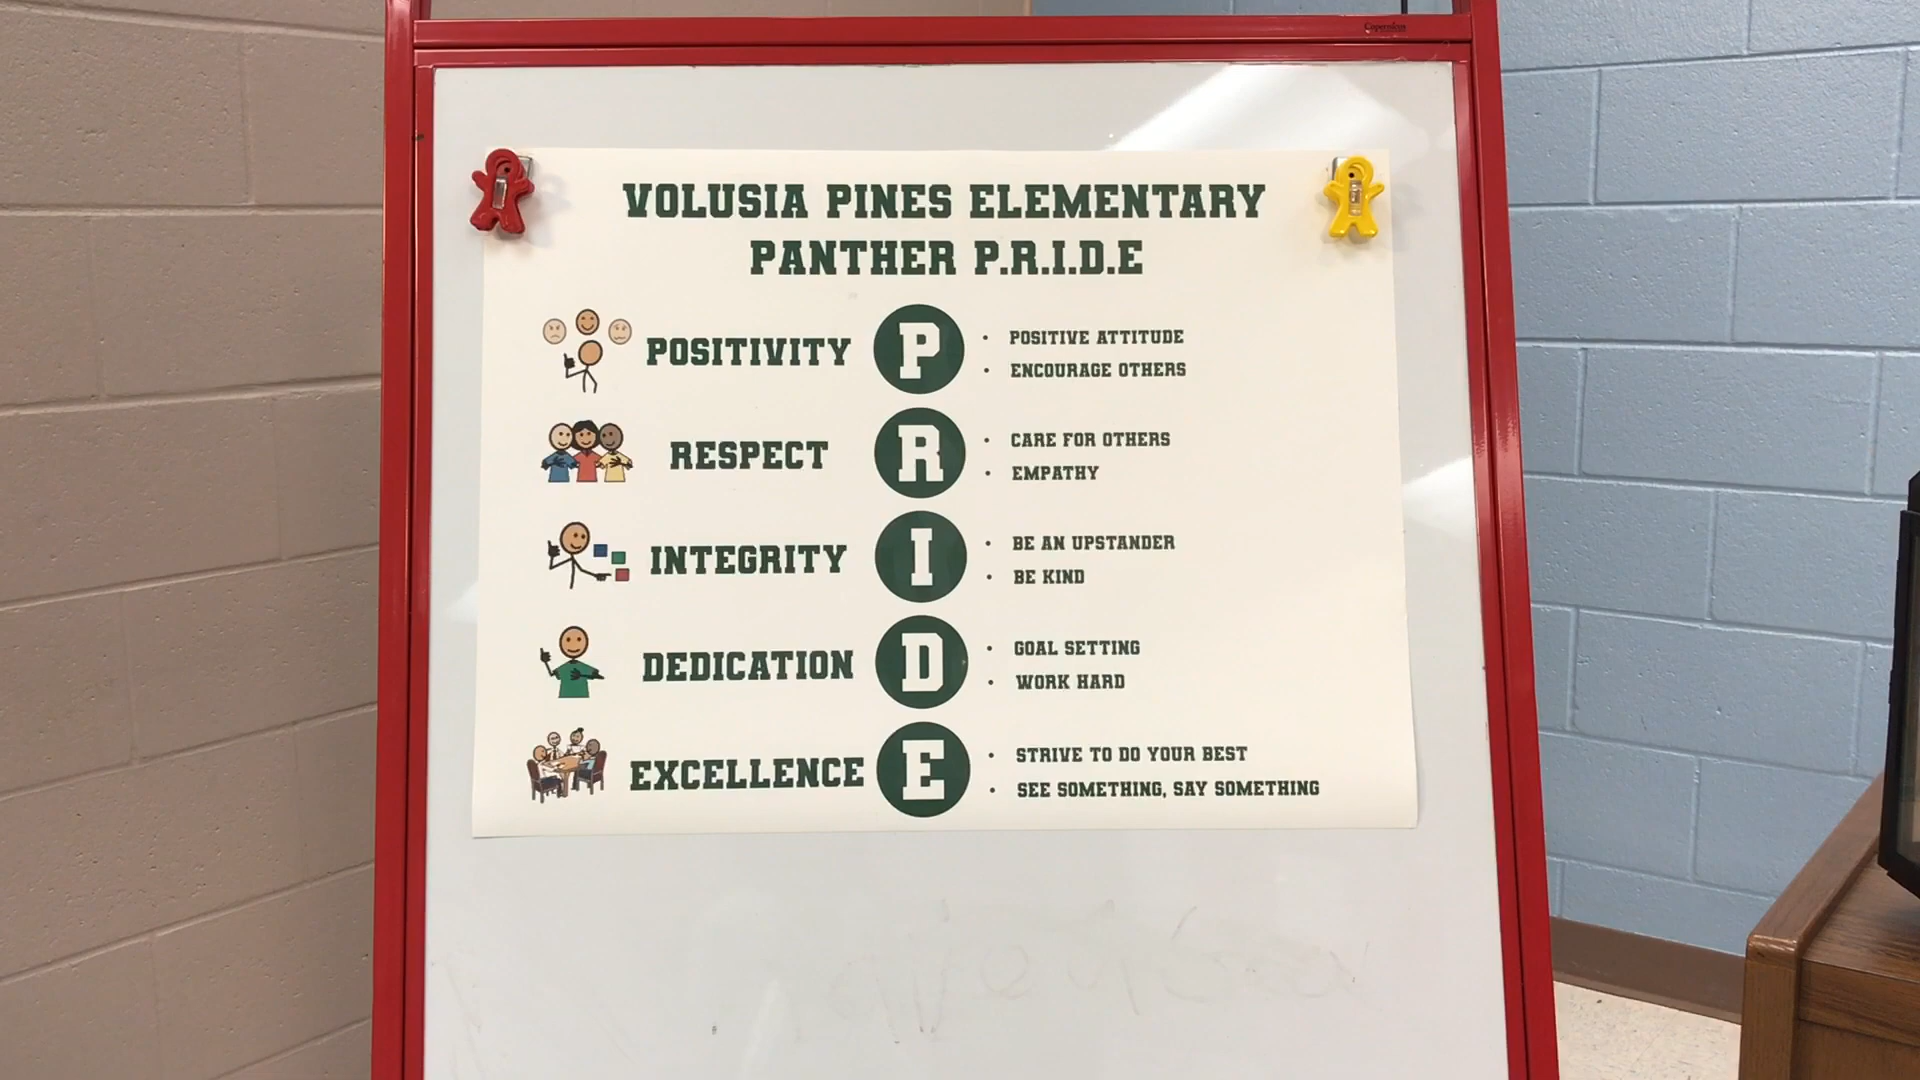 Copernicus
VOLUSIA PINES ELEMENTARY
PANTHER P.R.I.D.E
POSITIVITY P • POSITIVE ATTITUDE
• ENCOURAGE OTHERS
RESPECT R • CARE FOR OTHERS
• EMPATHY
INTEGRITY I • BE AN UPSTANDER
• BE KIND
DEDICATION D • GOAL SETTING
• WORK HARD
EXCELLENCE E • STRIVE TO DO YOUR BEST
• SEE SOMETHING, SAY SOMETHING